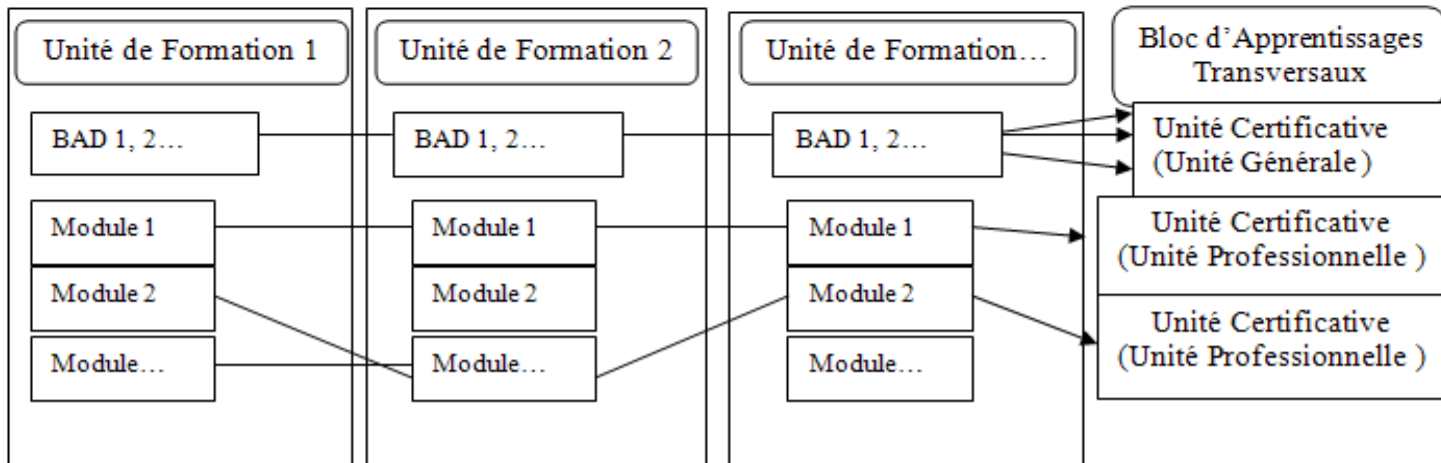 Unité de Formation 1
BAD 1, 2…
Module 1
Module 2
Module…
Unité de Formation 2
BAD 1, 2…
Module 1
Module 2
Module…
Unité de Formation…
BAD 1, 2…
Module 1
Module 2
Module…
Bloc d’Apprentissages
Transversaux
Unité Certificative
(Unité Générale )
Unité Certificative
(Unité Professionnelle )
Unité Certificative
(Unité Professionnelle )